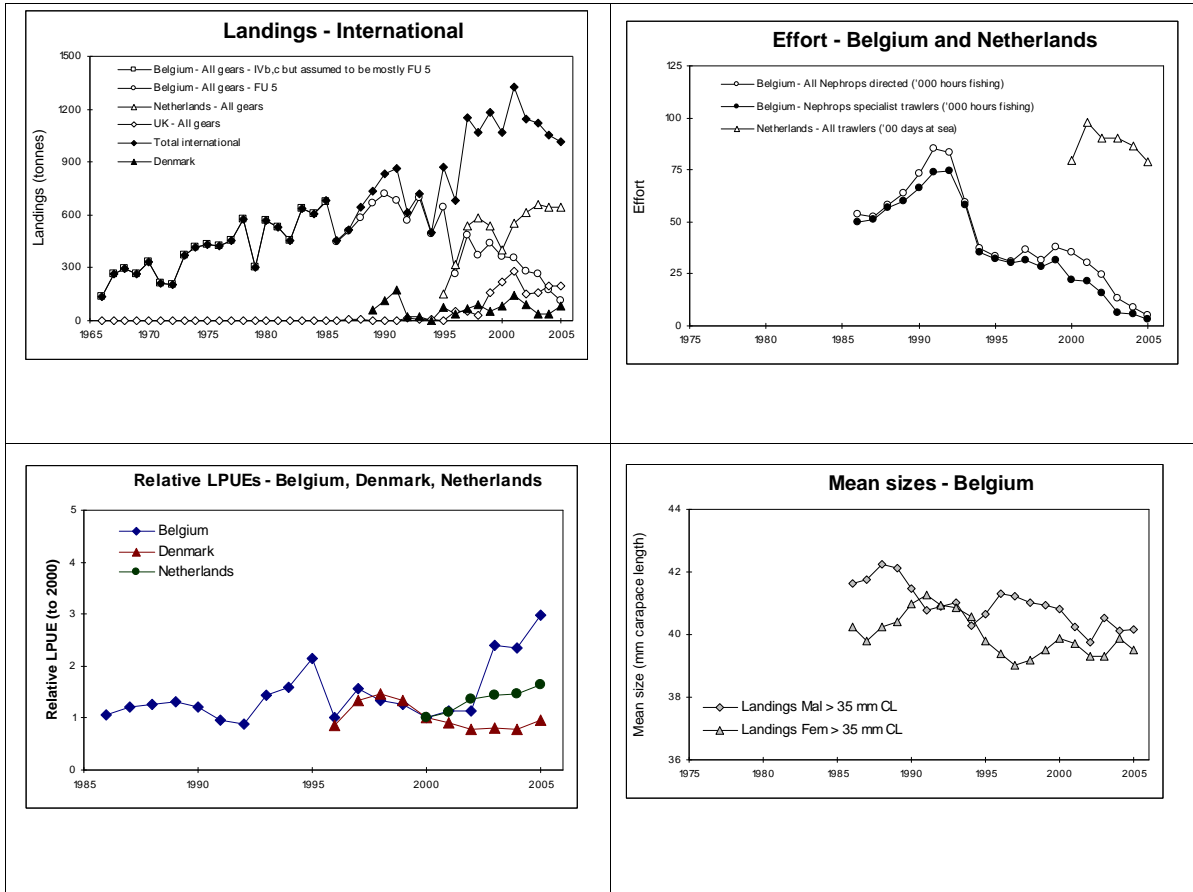 Landings - International
Landings (tonnes)
1500
1200
900
600
300
0
Belgium - All gears - IVb,c but assumed to be mostly FU 5
Belgium - All gears - FU 5
Netherlands - All gears
UK - All gears
Total international
Denmark
1965 1970 1975 1980 1985 1990 1995 2000 2005
Effort - Belgium and Netherlands
Effort
125
100
75
50
25
0
Belgium - All Nephrops directed ('000 hours fishing)
Belgium - Nephrops specialist trawlers ('000 hours fishing)
Netherlands - All trawlers ('00 days at sea)
1975 1980 1985 1990 1995 2000 2005
Relative LPUEs - Belgium, Denmark, Netherlands
Relative LPUE (to 2000)
5
4
3
2
1
0
Belgium
Denmark
Netherlands
1985 1990 1995 2000 2005
Mean sizes - Belgium
Mean size (mm carapace length)
44
42
40
38
36
Landings Mal > 35 mm CL
Landings Fem > 35 mm CL
1975 1980 1985 1990 1995 2000 2005